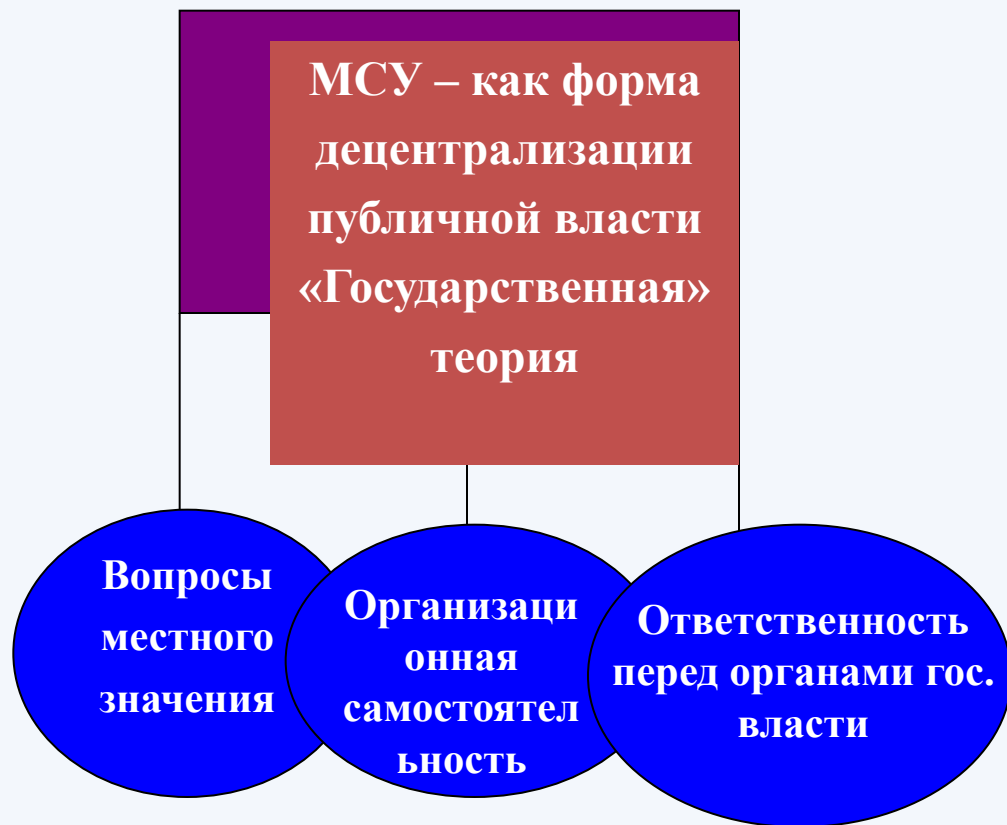 МСУ – как форма
децентрализации
публичной власти
«Государственная»
теория
Вопросы
местного
значения
Организаци
онная
самостоятел
ьность
Ответственность
перед органами гос.
власти